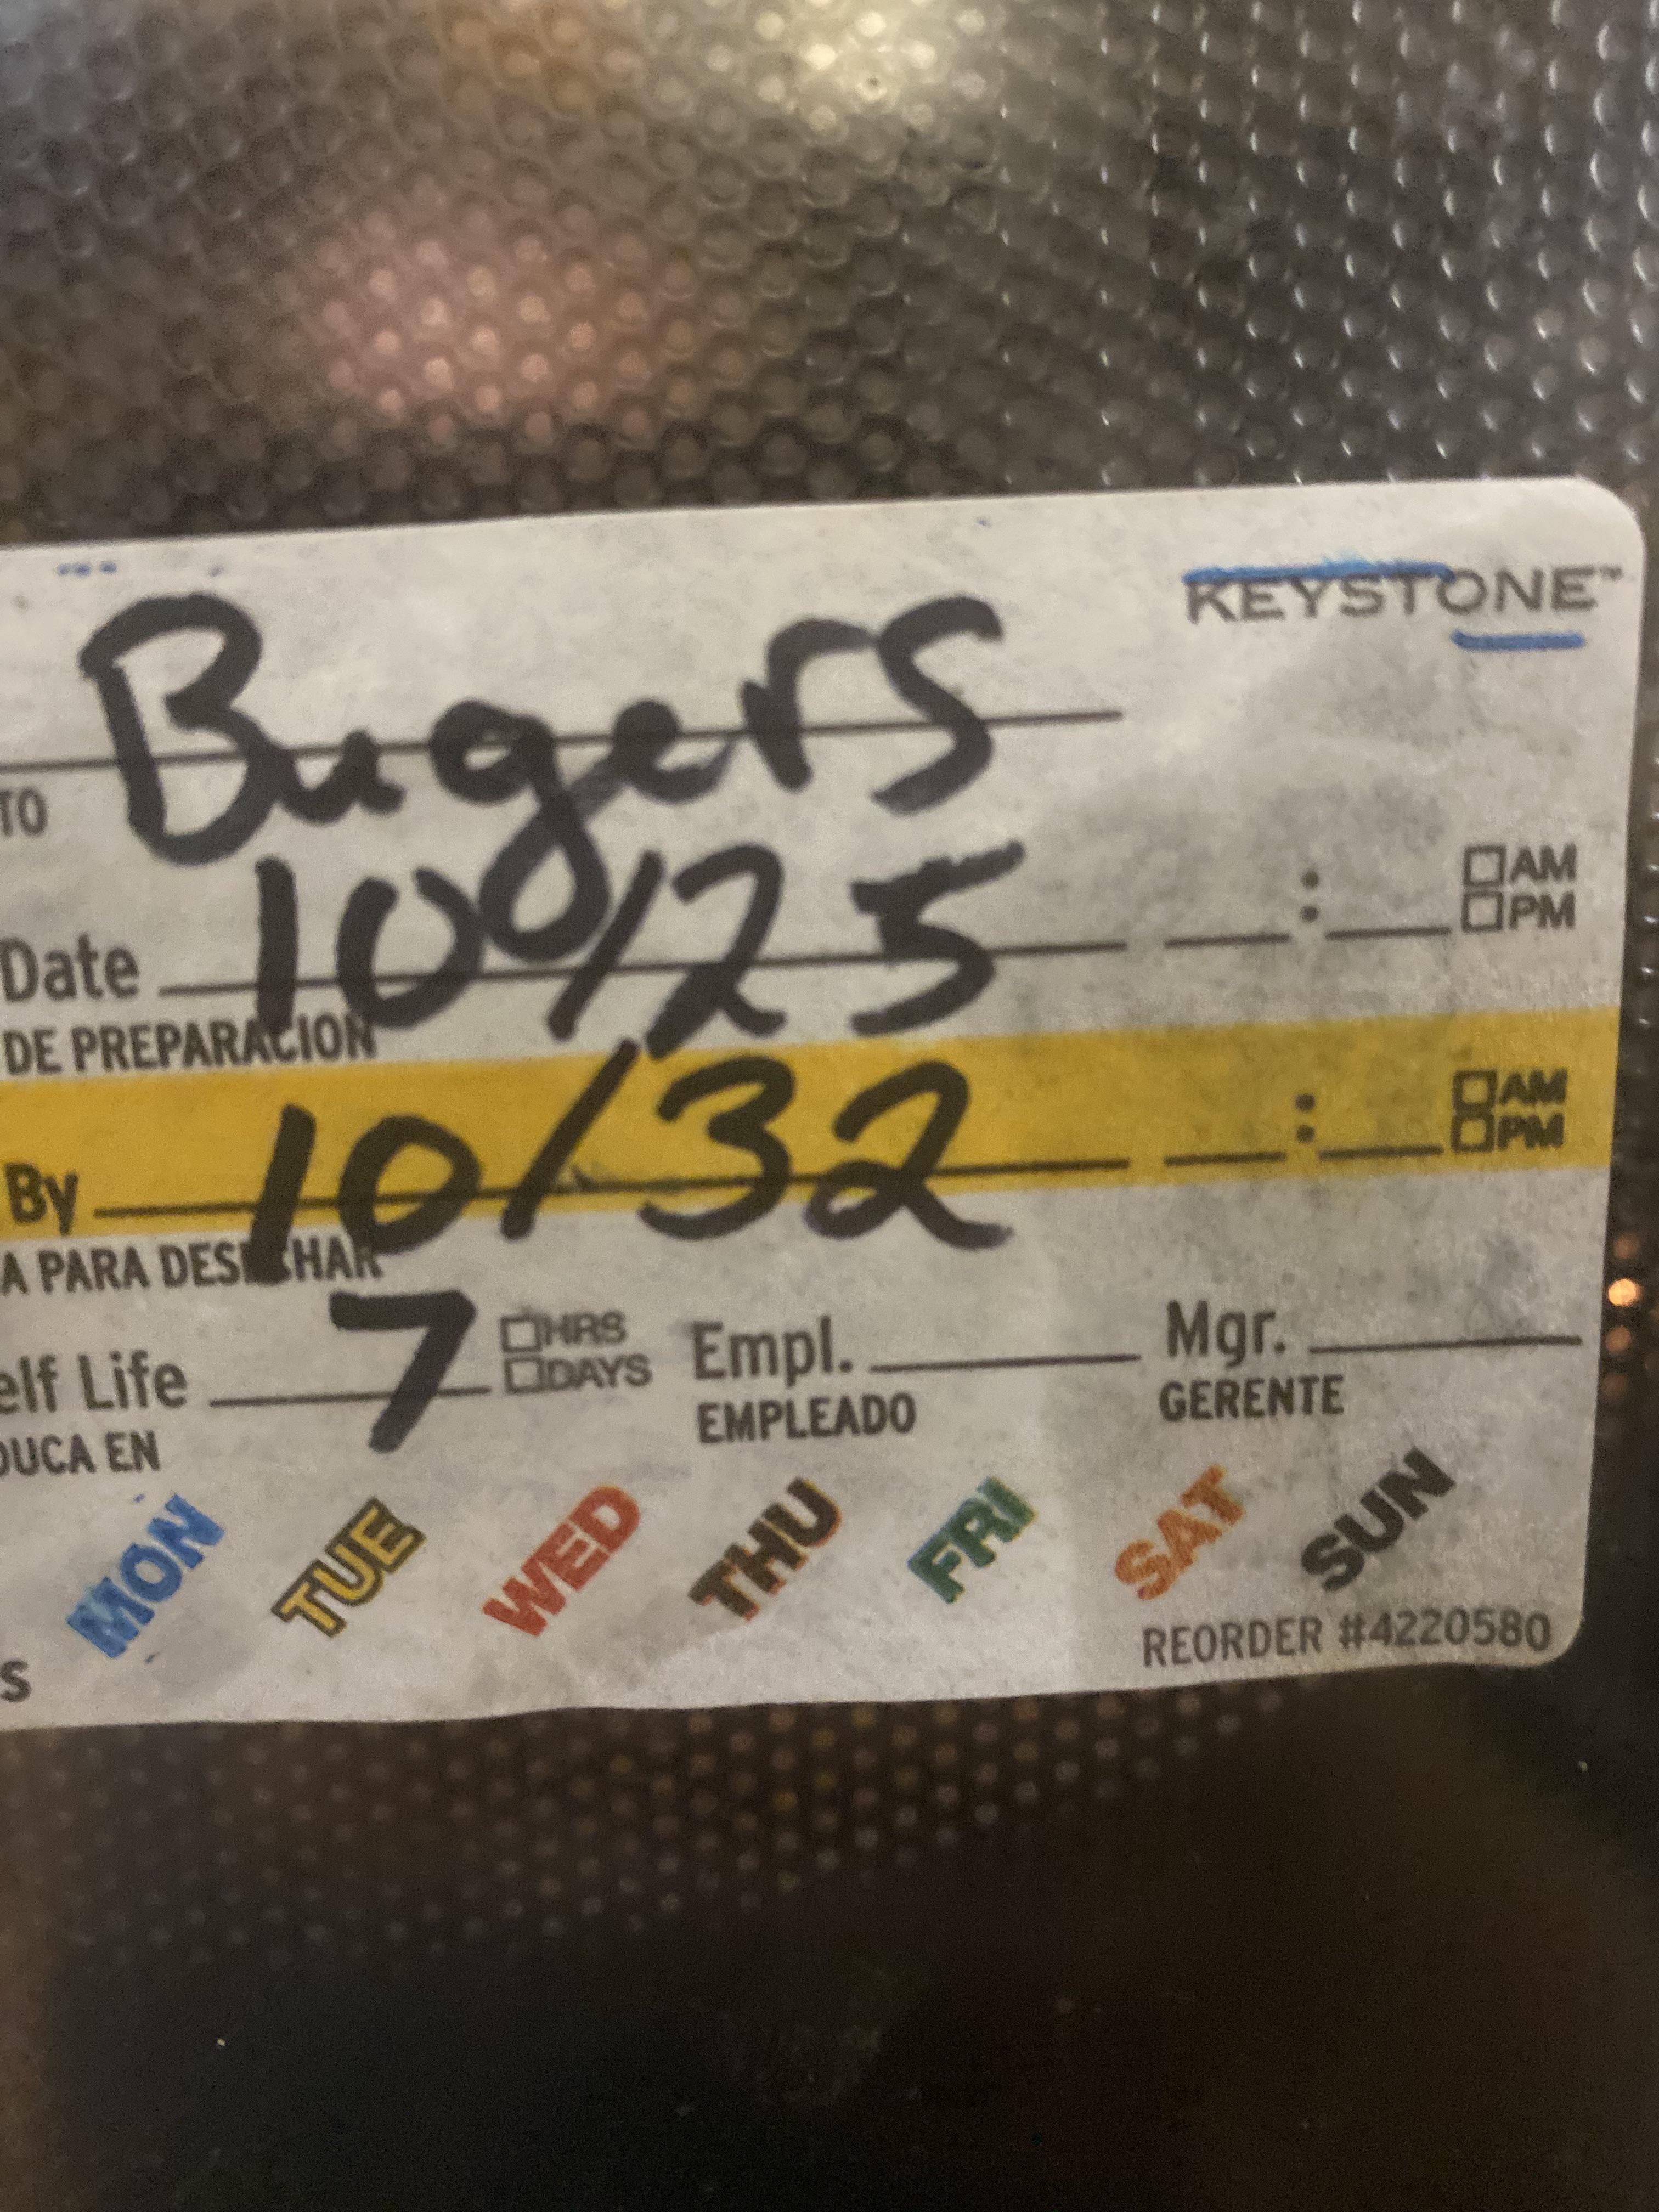 KEYSTONE™
Bugers
TO
Date 10/25 : AM
PM
DE PREPARACION
By 10/32 : AM
PM
A PARA DESECHAR
elf Life 7 HRS
DAYS Empl. Mgr.
DUCA EN EMPLEADO GERENTE
MON TUE WED THU FRI SAT SUN
S REORDER #4220580